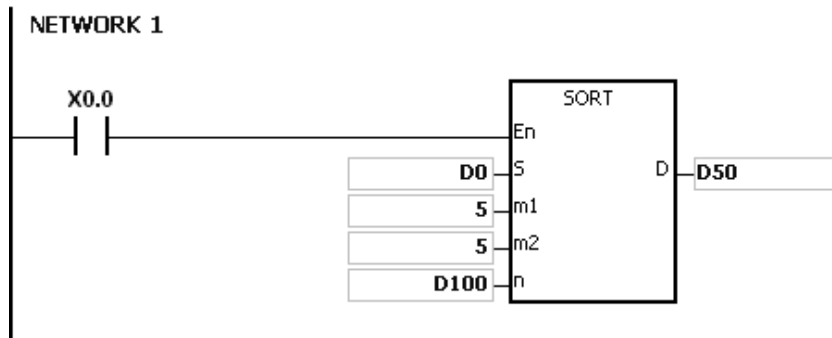 NETWORK 1
X0.0
SORT
En
D0 S D D50
5 m1
5 m2
D100 n